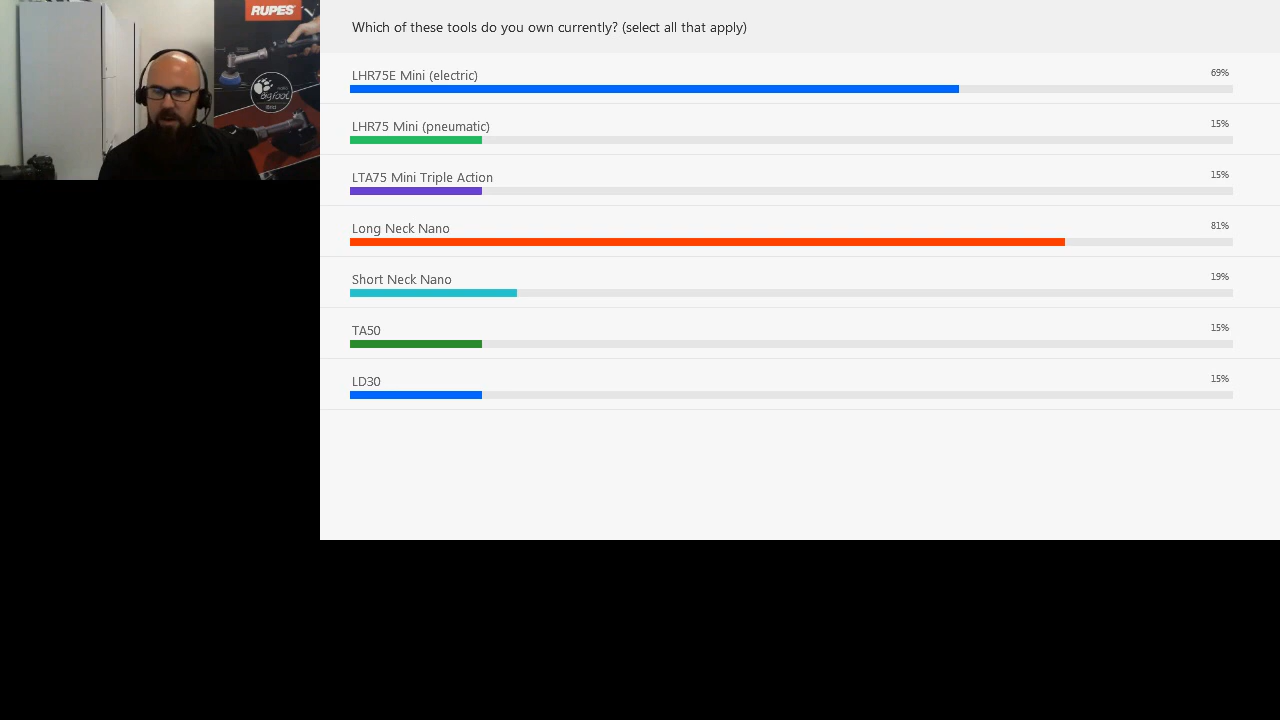 RUPES
BigFooT
Which of these tools do you own currently? (select all that apply)
LHR75E Mini (electric)
69%
LHR75 Mini (pneumatic)
15%
LTA75 Mini Triple Action
15%
Long Neck Nano
81%
Short Neck Nano
19%
TA50
15%
LD30
15%